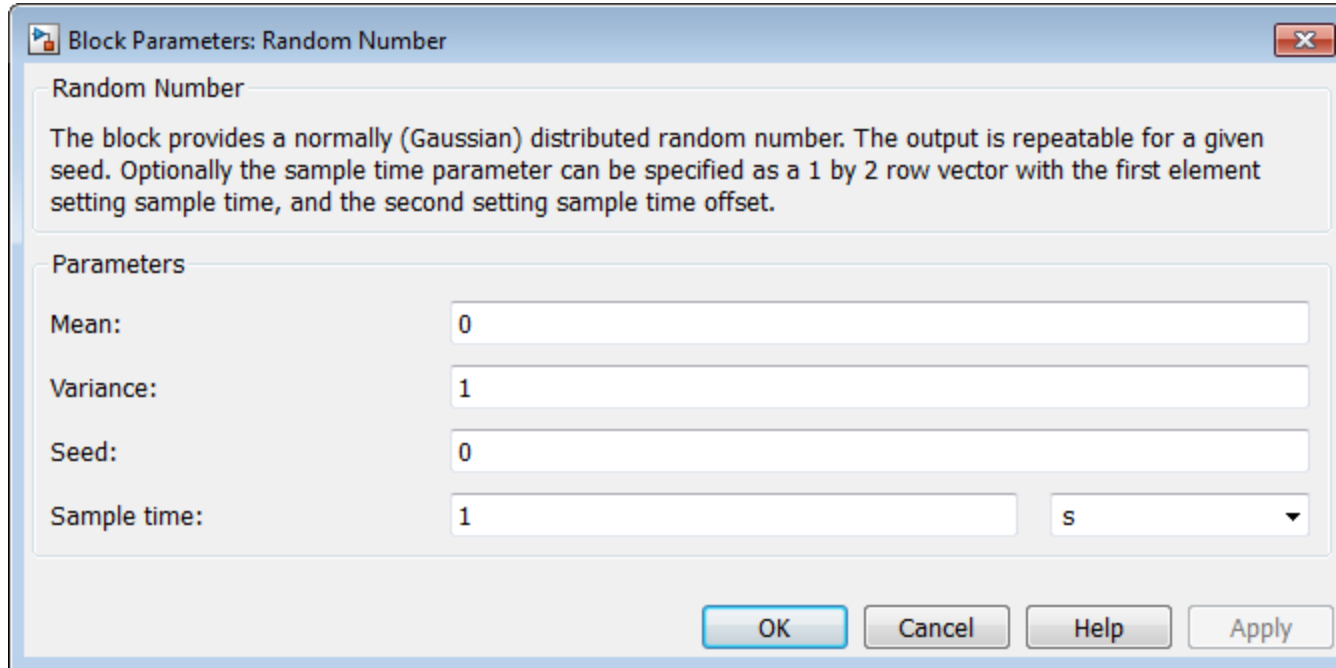 Block Parameters: Random Number
Random Number
The block provides a normally (Gaussian) distributed random number. The output is repeatable for a given
seed. Optionally the sample time parameter can be specified as a 1 by 2 row vector with the first element
setting sample time, and the second setting sample time offset.
Parameters
Mean: 0
Variance: 1
Seed: 0
Sample time: 1 s
OK Cancel Help Apply